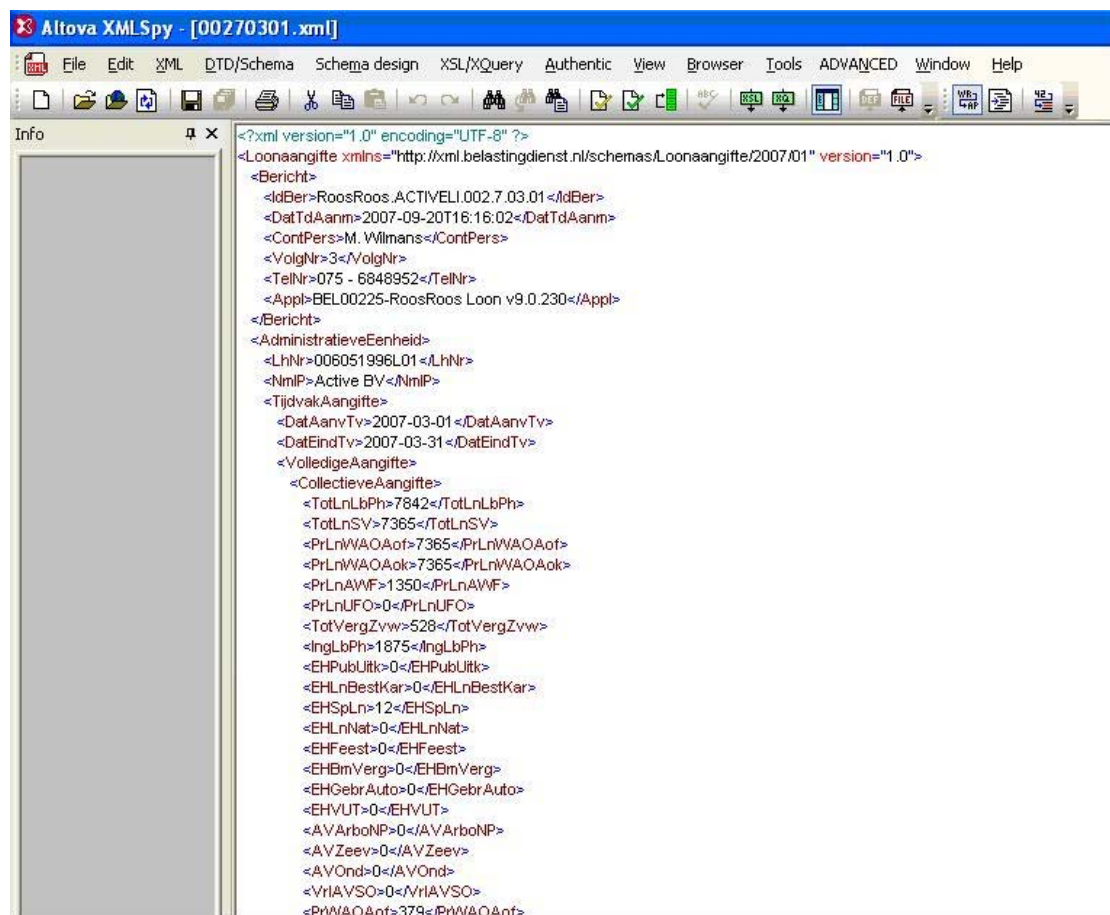 Altova XMLSpy - [00270301.xml]
File Edit XML DTD/Schema Schema design XSL/XQuery Authentic View Browser Tools ADVANCED Window Help
Info
<?xml version="1.0" encoding="UTF-8" ?>
<Loonaangifte xmlns="http://xml.belastingdienst.nl/schemas/Loonaangifte/2007/01" version="1.0">
<Bericht>
<IdBer>RoosRoos.ACTIVELI.002.7.03.01</IdBer>
<DatTdAanm>2007-09-20T16:16:02</DatTdAanm>
<ContPers>M. Wilmans</ContPers>
<VolgNr>3</VolgNr>
<TelNr>075 - 6848952</TelNr>
<Appl>BEL00225-RoosRoos Loon v9.0.230</Appl>
</Bericht>
<AdministratieveEenheid>
<LhNr>006051996L01</LhNr>
<NmIP>Active BV</NmIP>
<TijdvakAangifte>
<DatAanvTv>2007-03-01</DatAanvTv>
<DatEindTv>2007-03-31</DatEindTv>
<VolledigeAangifte>
<CollectieveAangifte>
<TotLnLbPh>7842</TotLnLbPh>
<TotLnSV>7365</TotLnSV>
<PrLnWAOAof>7365</PrLnWAOAof>
<PrLnWAOAok>7365</PrLnWAOAok>
<PrLnAWF>1350</PrLnAWF>
<PrLnUFO>0</PrLnUFO>
<TotVergZvw>528</TotVergZvw>
<IngLbPh>1875</IngLbPh>
<EHPubUitk>0</EHPubUitk>
<EHLnBestKar>0</EHLnBestKar>
<EHSpLn>12</EHSpLn>
<EHLnNat>0</EHLnNat>
<EHFeest>0</EHFeest>
<EHBmVerg>0</EHBmVerg>
<EHGebrAuto>0</EHGebrAuto>
<EHVUT>0</EHVUT>
<AVArboNP>0</AVArboNP>
<AVZeev>0</AVZeev>
<AVOnd>0</AVOnd>
<VrlAVSO>0</VrlAVSO>
<PrWAOAof>379</PrWAOAof>